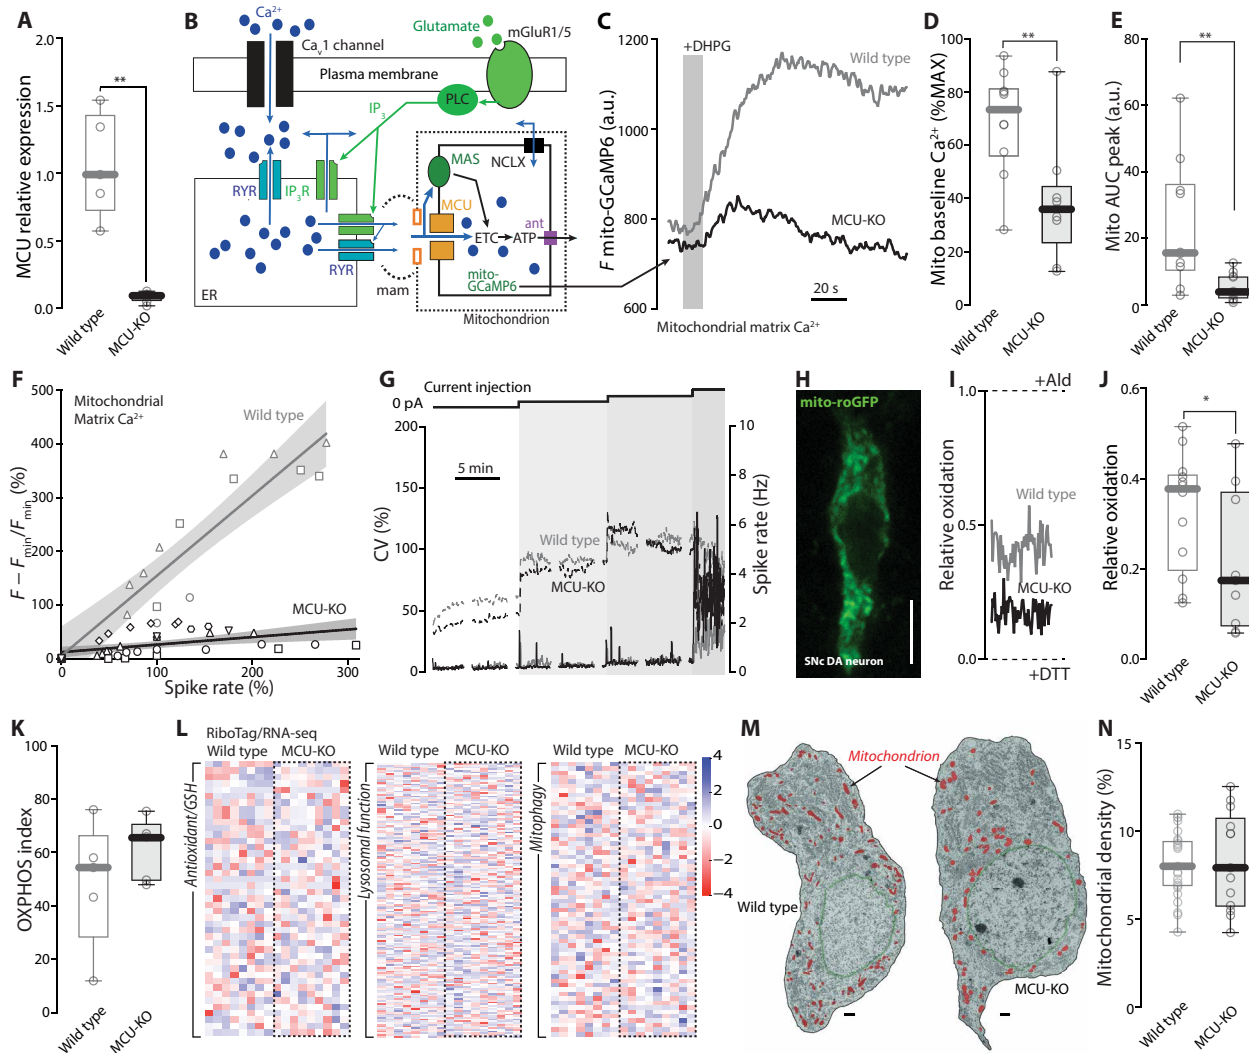 A
MCU relative expression
2.0
1.5
1.0
0.5
0.0
**
Wild type
MCU-KO
B
Ca2+
Cav1 channel
Glutamate
mGluR1/5
Plasma membrane
PLC
IP3
RYR
IP3R
MAS
NCLX
MCU
ant
ETC
ATP
RYR
mito-
GCaMP6
ER
mam
Mitochondrion
C
F mito-GCaMP6 (a.u.)
1200
1000
800
600
+DHPG
Wild type
MCU-KO
20 s
Mitochondrial matrix Ca2+
D
Mito baseline Ca2+ (%MAX)
100
80
60
40
20
0
**
Wild type
MCU-KO
E
Mito AUC peak (a.u.)
80
60
40
20
0
**
Wild type
MCU-KO
F
F − Fmin/Fmin (%)
500
400
300
200
100
0
Mitochondrial
Matrix Ca2+
Wild type
MCU-KO
0
100
200
300
Spike rate (%)
G
Current injection
0 pA
CV (%)
200
150
100
50
0
5 min
Wild type
MCU-KO
10
8
6
4
2
0
Spike rate (Hz)
H
mito-roGFP
SNc DA neuron
I
Relative oxidation
+Ald
1.0
0.5
0.0
Wild type
MCU-KO
+DTT
J
Relative oxidation
0.6
0.4
0.2
0.0
*
Wild type
MCU-KO
K
OXPHOS index
100
80
60
40
20
0
Wild type
MCU-KO
L
RiboTag/RNA-seq
Wild type
MCU-KO
Antioxidant/GSH
Wild type
MCU-KO
Lysosomal function
Wild type
MCU-KO
Mitophagy
4
2
0
−2
−4
M
Mitochondrion
Wild type
MCU-KO
N
Mitochondrial density (%)
15
10
5
0
Wild type
MCU-KO